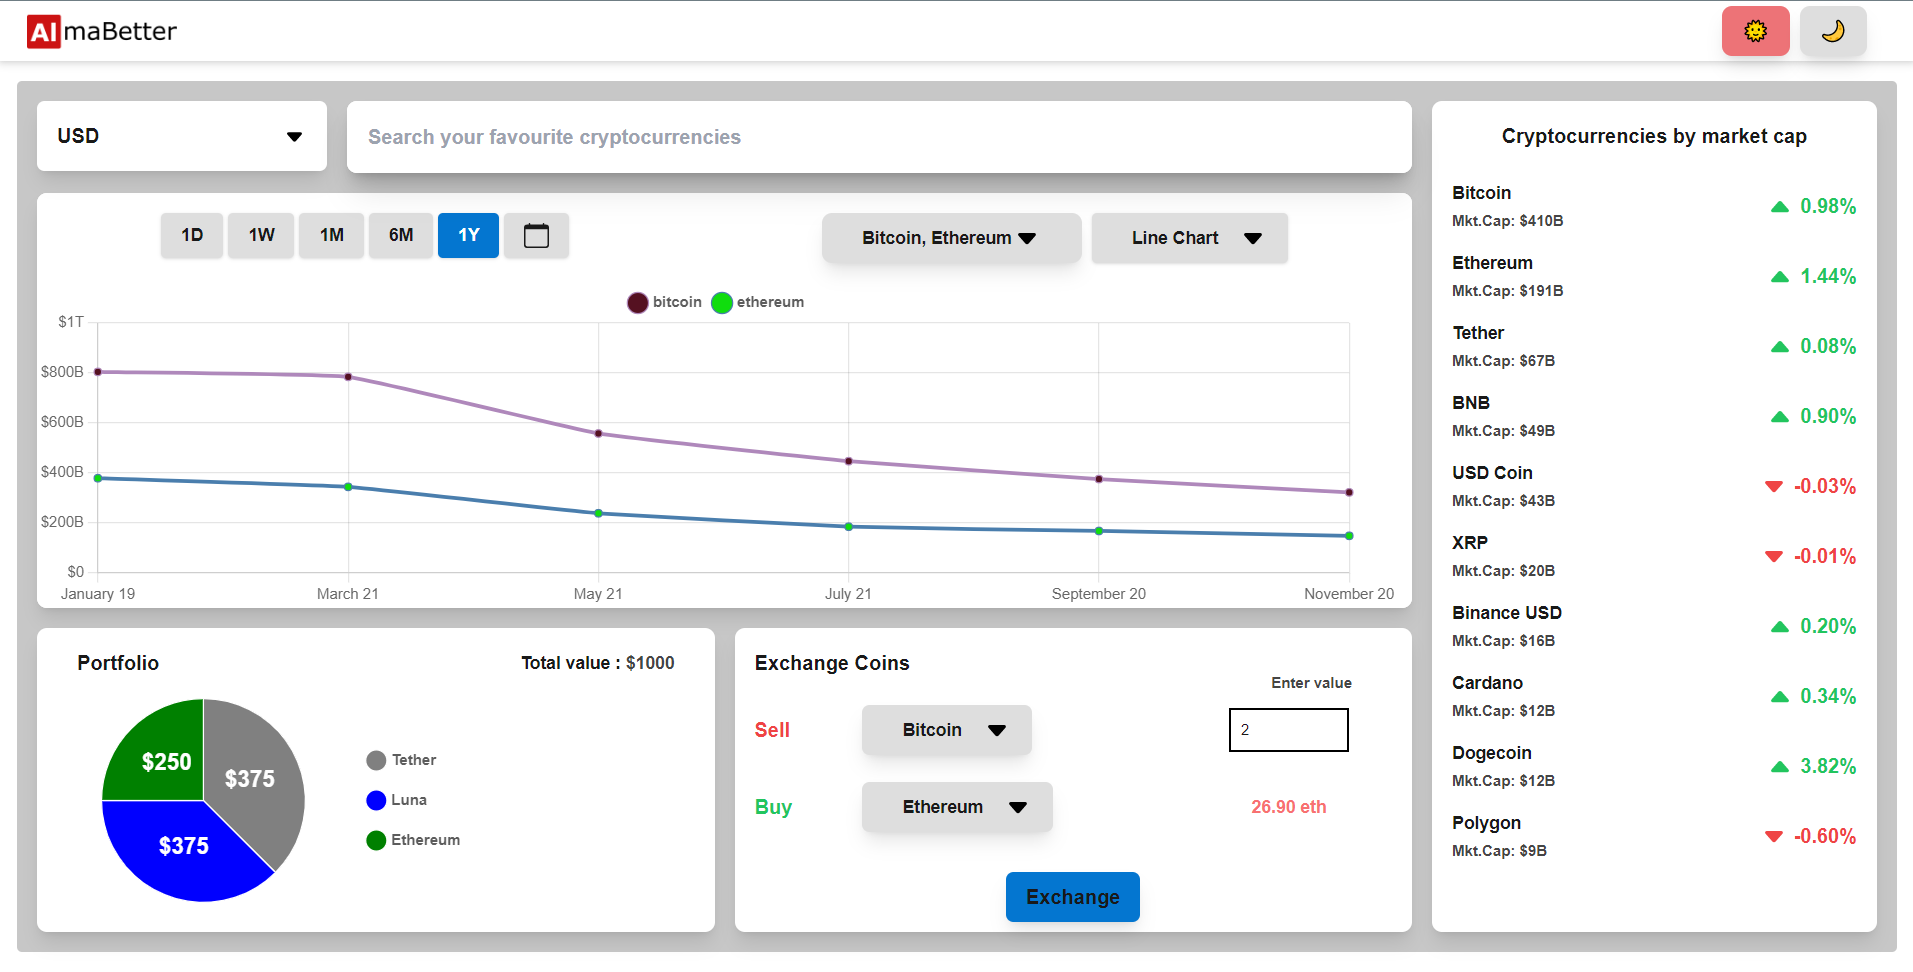 AlmaBetter
USD
Search your favourite cryptocurrencies
1D 1W 1M 6M 1Y
Bitcoin, Ethereum
Line Chart
bitcoin ethereum
$1T
$800B
$600B
$400B
$200B
$0
January 19 March 21 May 21 July 21 September 20 November 20
Portfolio
Total value : $1000
$250
$375
$375
Tether
Luna
Ethereum
Exchange Coins
Enter value
Sell Bitcoin 2
Buy Ethereum 26.90 eth
Exchange
Cryptocurrencies by market cap
Bitcoin
Mkt.Cap: $410B
0.98%
Ethereum
Mkt.Cap: $191B
1.44%
Tether
Mkt.Cap: $67B
0.08%
BNB
Mkt.Cap: $49B
0.90%
USD Coin
Mkt.Cap: $43B
-0.03%
XRP
Mkt.Cap: $20B
-0.01%
Binance USD
Mkt.Cap: $16B
0.20%
Cardano
Mkt.Cap: $12B
0.34%
Dogecoin
Mkt.Cap: $12B
3.82%
Polygon
Mkt.Cap: $9B
-0.60%